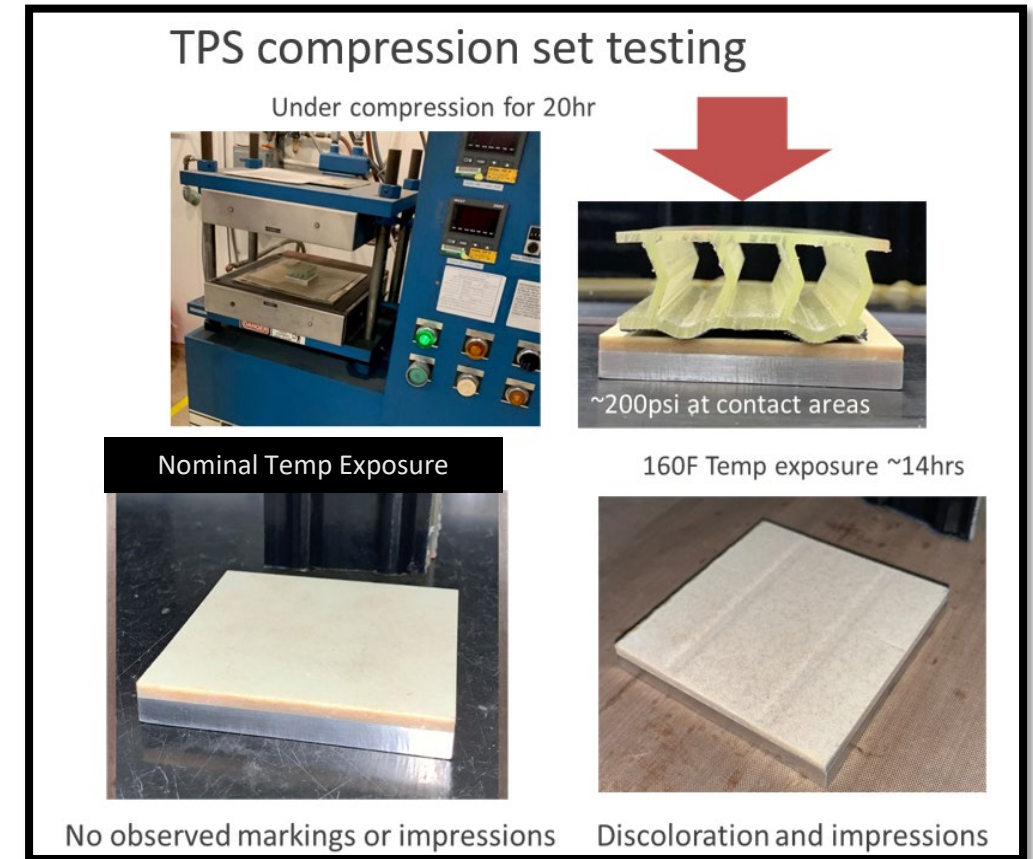 TPS compression set testing
Under compression for 20hr
DANGER
~200psi at contact areas
Nominal Temp Exposure
160F Temp exposure ~14hrs
No observed markings or impressions
Discoloration and impressions